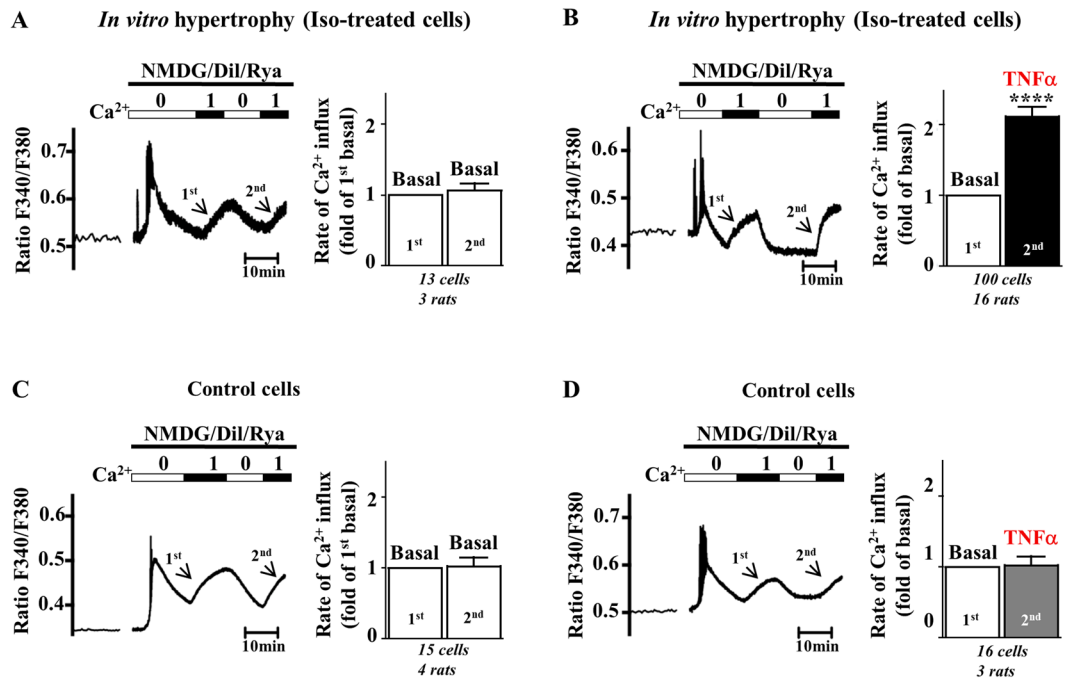 A
In vitro hypertrophy (Iso-treated cells)
NMDG/Dil/Rya
0 1 0 1
Ca2+
Ratio F340/F380
0.7
0.6
0.5
1st
2nd
10min
Rate of Ca2+ influx
(fold of 1st basal)
2
1
0
Basal
Basal
1st
2nd
13 cells
3 rats
B
In vitro hypertrophy (Iso-treated cells)
NMDG/Dil/Rya
0 1 0 1
Ca2+
Ratio F340/F380
0.6
0.5
0.4
1st
2nd
10min
Rate of Ca2+ influx
(fold of basal)
2
1
0
TNFα
****
Basal
1st
2nd
100 cells
16 rats
C
Control cells
NMDG/Dil/Rya
0 1 0 1
Ca2+
Ratio F340/F380
0.5
0.4
1st
2nd
10min
Rate of Ca2+ influx
(fold of 1st basal)
2
1
0
Basal
Basal
1st
2nd
15 cells
4 rats
D
Control cells
NMDG/Dil/Rya
0 1 0 1
Ca2+
Ratio F340/F380
0.7
0.6
0.5
1st
2nd
10min
Rate of Ca2+ influx
(fold of basal)
2
1
0
Basal
TNFα
1st
2nd
16 cells
3 rats